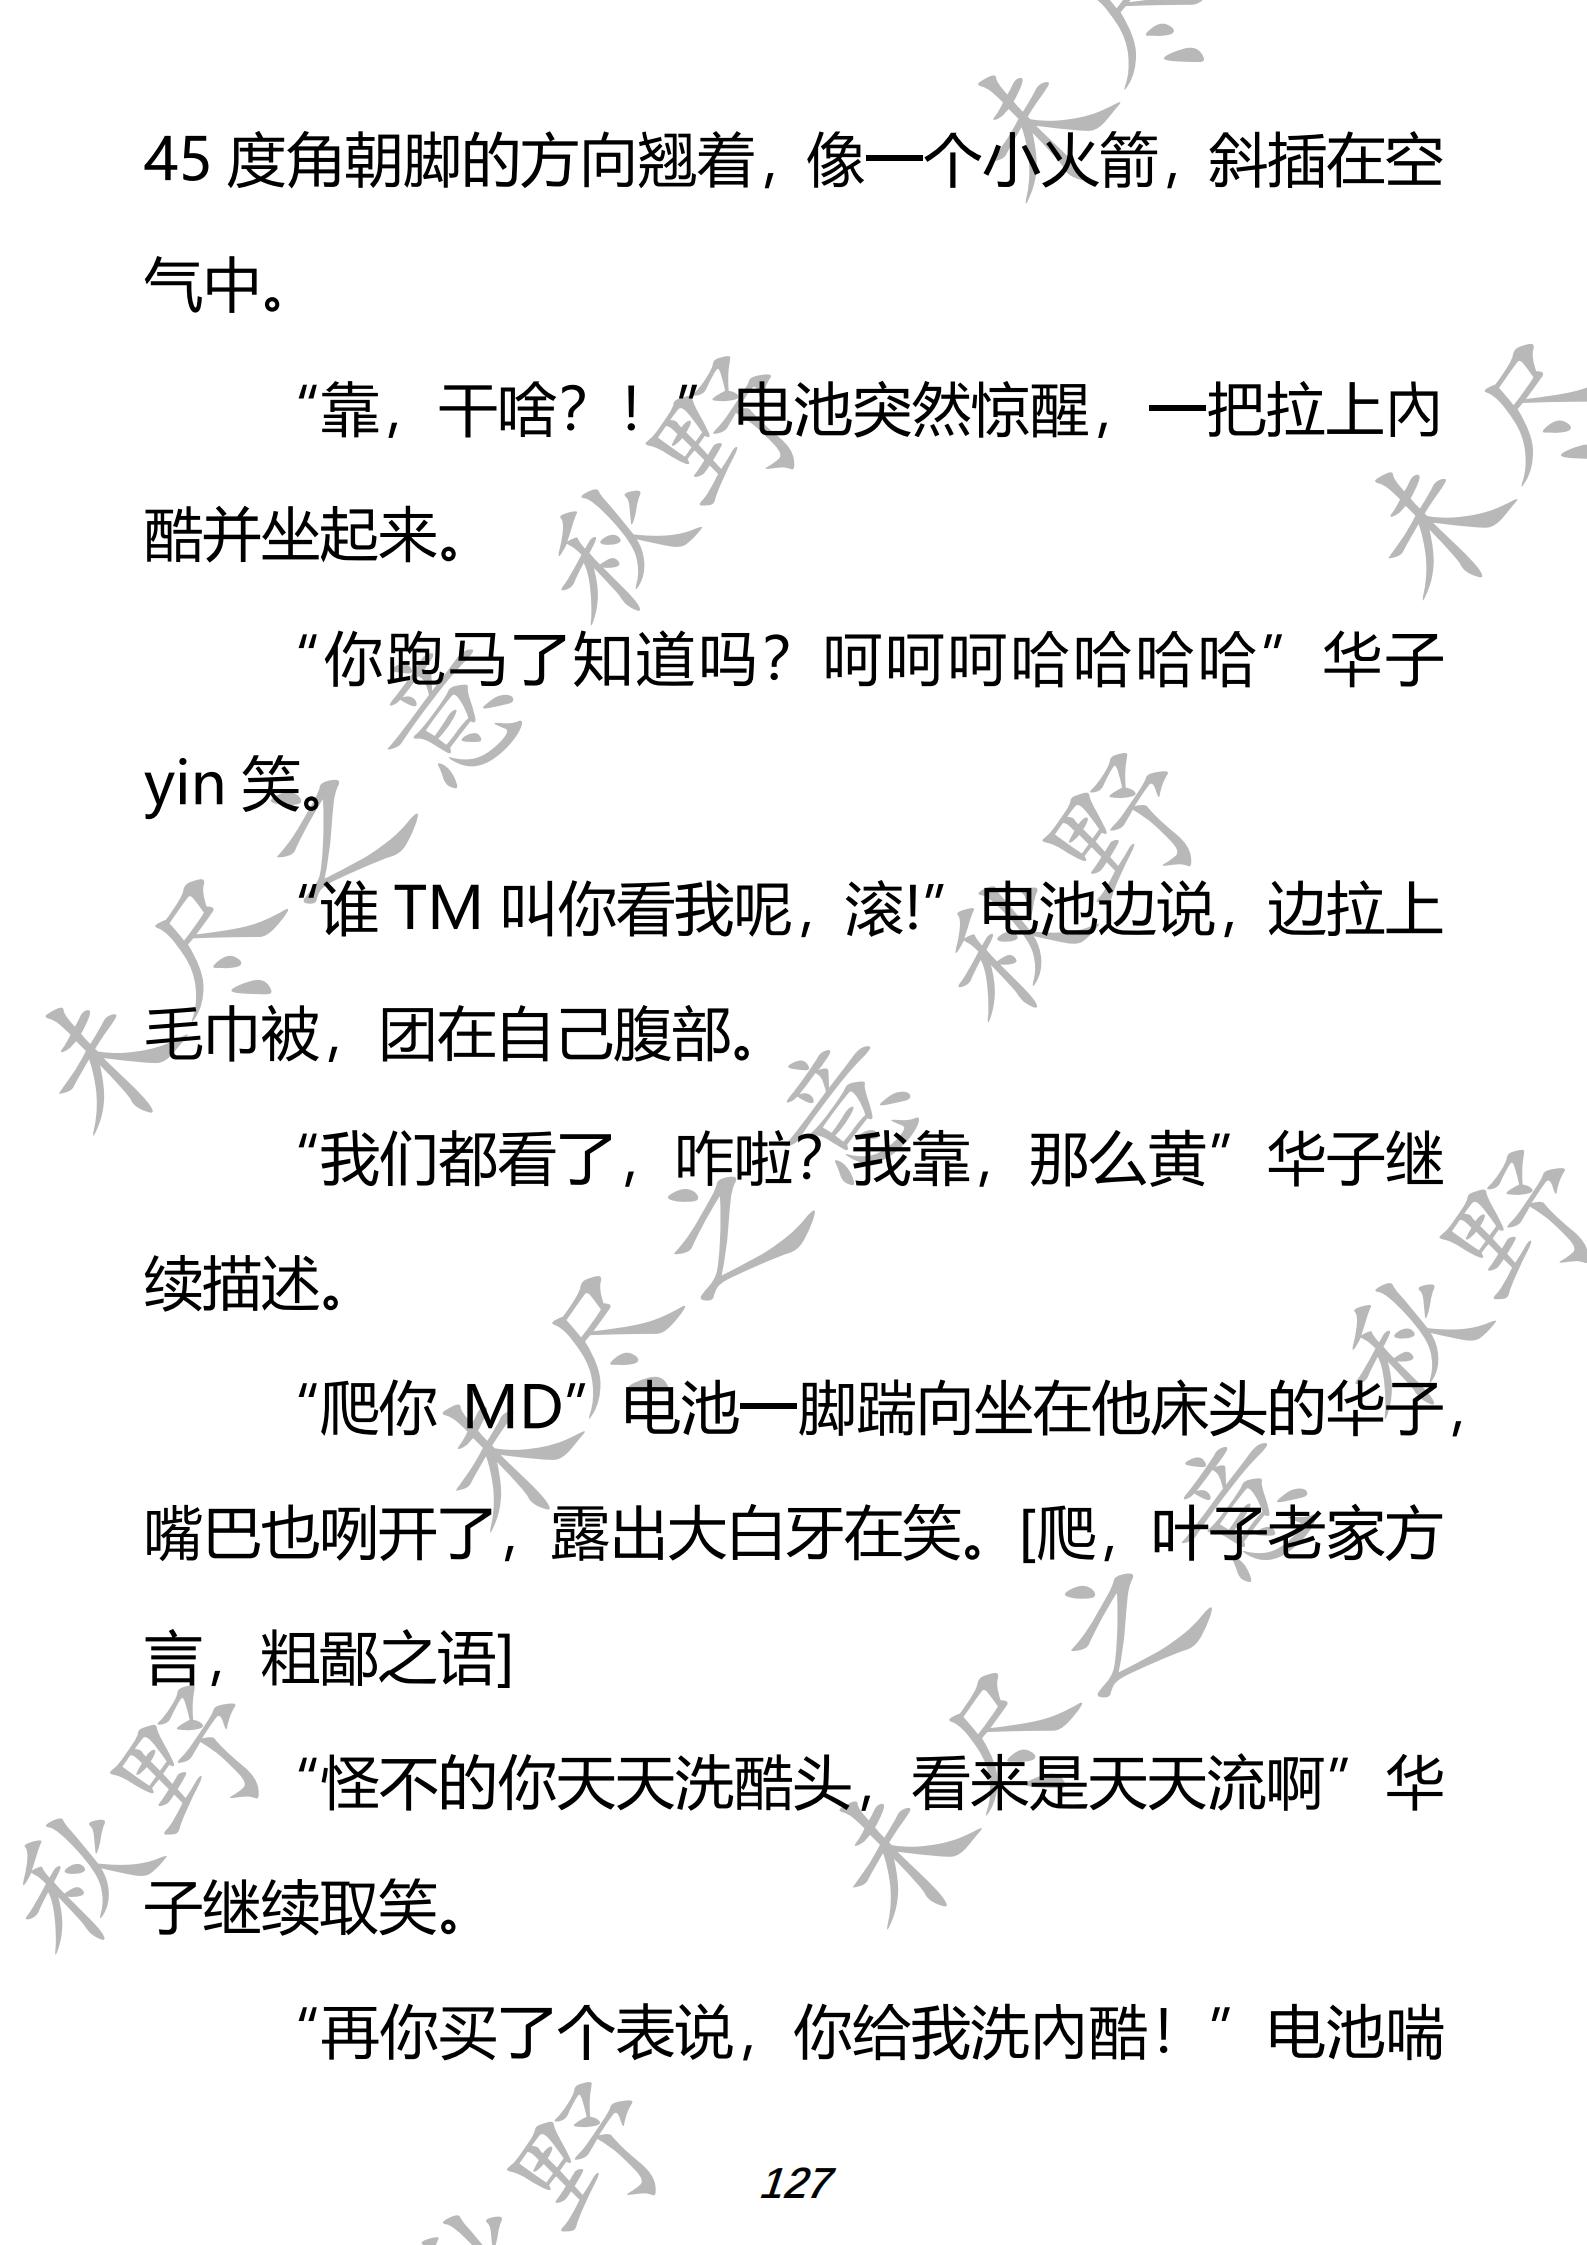 45 度角朝脚的方向翘着，像一个小火箭，斜插在空
气中。
“靠，干啥？！”电池突然惊醒，一把拉上内
酷并坐起来。
“你跑马了知道吗？呵呵呵哈哈哈哈”华子
yin 笑。
“谁 TM 叫你看我呢，滚!”电池边说，边拉上
毛巾被，团在自己腹部。
“我们都看了，咋啦？我靠，那么黄”华子继
续描述。
“爬你 MD”电池一脚踹向坐在他床头的华子，
嘴巴也咧开了，露出大白牙在笑。[爬，叶子老家方
言，粗鄙之语]
“怪不的你天天洗酷头，看来是天天流啊”华
子继续取笑。
“再你买了个表说，你给我洗内酷！”电池喘
127
未尽之意 秋野
未尽之意 秋野
未尽之意 秋野
秋野
秋野
未尽
未尽